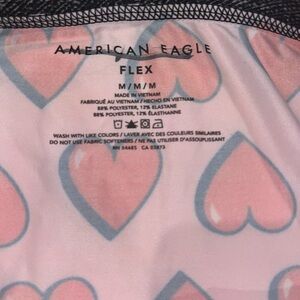 AMERICAN EAGLE
FLEX
M/M/M
MADE IN VIETNAM
FABRIQUÉ AU VIETNAM / HECHO EN VIETNAM
88% POLYESTER, 12% ELASTANE
88% POLYESTER, 12% ÉLASTHANNE
WASH WITH LIKE COLORS / LAVER AVEC DES COULEURS SIMILAIRES
DO NOT USE FABRIC SOFTENERS / NE PAS UTILISER D'ASSOUPLISSANT
RN 54485 CA 03873